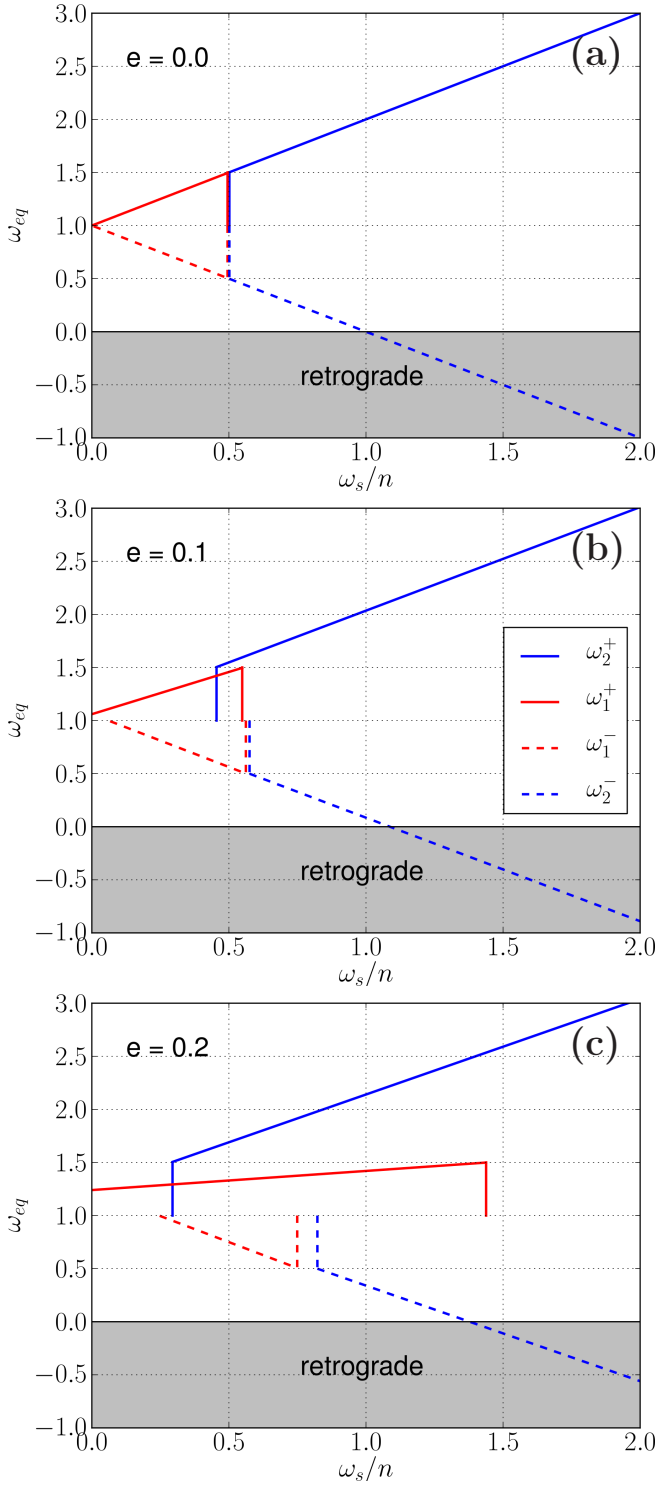 3.0
e = 0.0
(a)
2.5
2.0
1.5
ω_eq
1.0
0.5
0.0
retrograde
−0.5
−1.0
0.0 0.5 1.0 1.5 2.0
ω_s/n
3.0
e = 0.1
(b)
2.5
2.0
ω_2^+
1.5
ω_1^+
ω_eq
1.0
ω_1^-
0.5
ω_2^-
0.0
retrograde
−0.5
−1.0
0.0 0.5 1.0 1.5 2.0
ω_s/n
3.0
e = 0.2
(c)
2.5
2.0
1.5
ω_eq
1.0
0.5
0.0
retrograde
−0.5
−1.0
0.0 0.5 1.0 1.5 2.0
ω_s/n